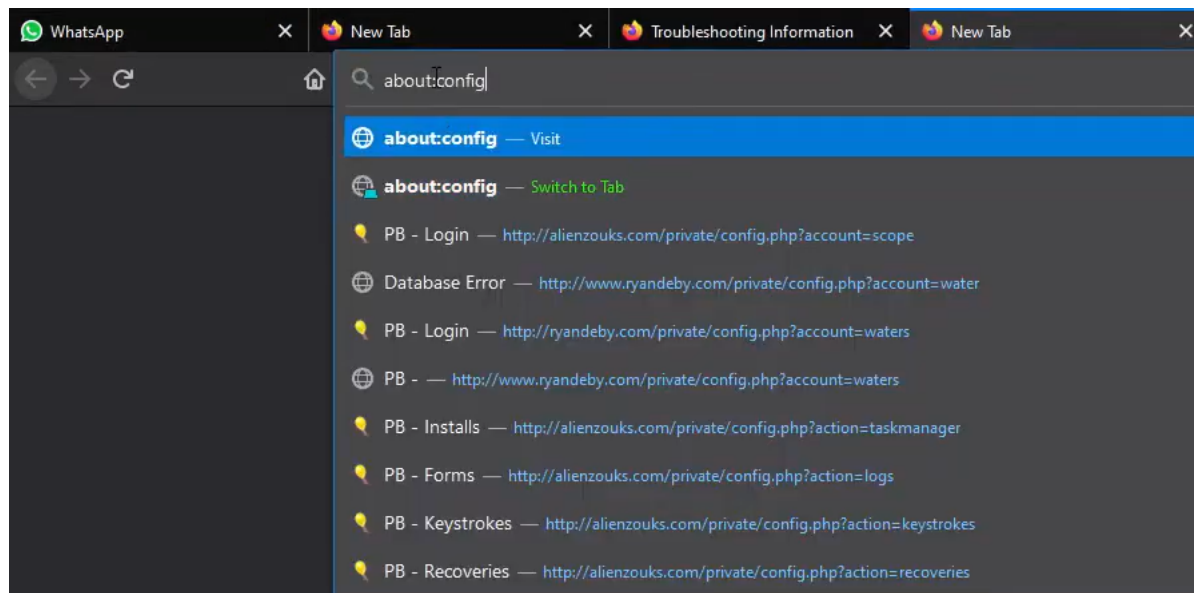 WhatsApp New Tab Troubleshooting Information New Tab
about:config
about:config — Visit
about:config — Switch to Tab
PB - Login — http://alienzouks.com/private/config.php?account=scope
Database Error — http://www.ryandeby.com/private/config.php?account=water
PB - Login — http://ryandeby.com/private/config.php?account=waters
PB - — http://www.ryandeby.com/private/config.php?account=waters
PB - Installs — http://alienzouks.com/private/config.php?action=taskmanager
PB - Forms — http://alienzouks.com/private/config.php?action=logs
PB - Keystrokes — http://alienzouks.com/private/config.php?action=keystrokes
PB - Recoveries — http://alienzouks.com/private/config.php?action=recoveries